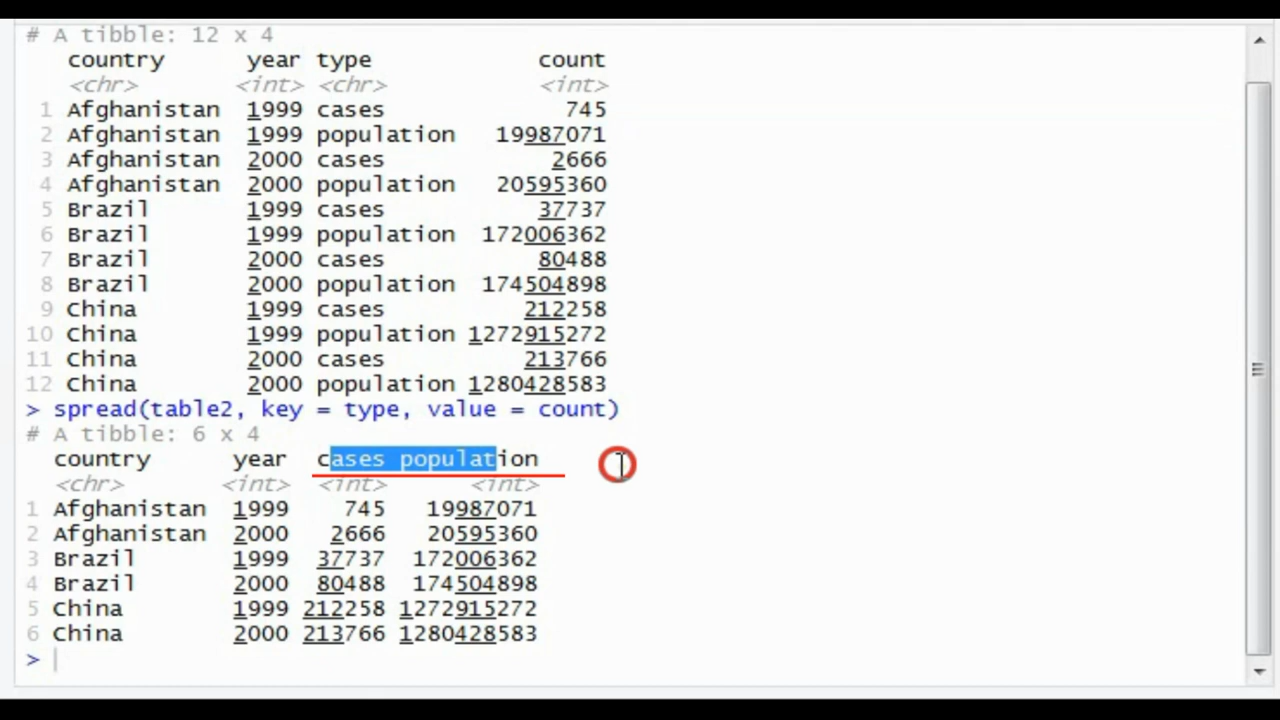 # A tibble: 12 x 4
country year type count
<chr> <int> <chr> <int>
1 Afghanistan 1999 cases 745
2 Afghanistan 1999 population 19987071
3 Afghanistan 2000 cases 2666
4 Afghanistan 2000 population 20595360
5 Brazil 1999 cases 37737
6 Brazil 1999 population 172006362
7 Brazil 2000 cases 80488
8 Brazil 2000 population 174504898
9 China 1999 cases 212258
10 China 1999 population 1272915272
11 China 2000 cases 213766
12 China 2000 population 1280428583
> spread(table2, key = type, value = count)
# A tibble: 6 x 4
country year cases population
<chr> <int> <int> <int>
1 Afghanistan 1999 745 19987071
2 Afghanistan 2000 2666 20595360
3 Brazil 1999 37737 172006362
4 Brazil 2000 80488 174504898
5 China 1999 212258 1272915272
6 China 2000 213766 1280428583
>